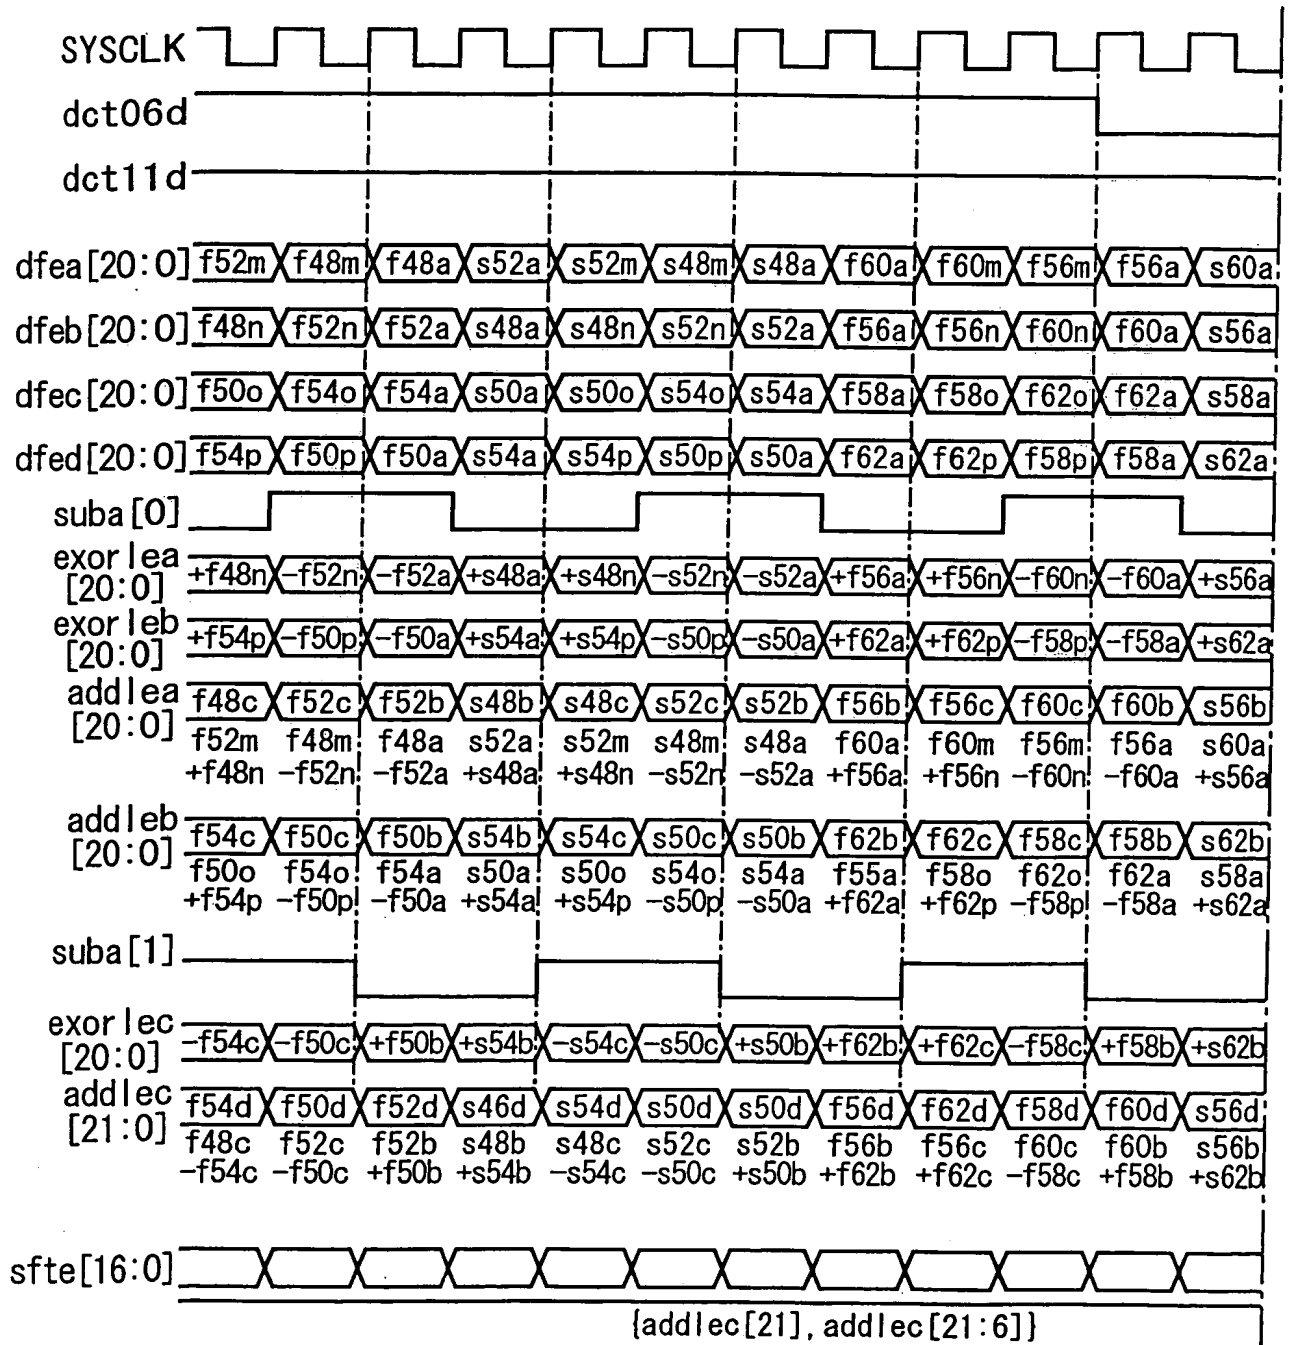 SYSCLK
dct06d
dct11d
dfea[20:0] f52m f48m f48a s52a s52m s48m s48a f60a f60m f56m f56a s60a
dfeb[20:0] f48n f52n f52a s48a s48n s52n s52a f56a f56n f60n f60a s56a
dfec[20:0] f50o f54o f54a s50a s50o s54o s54a f58a f58o f62o f62a s58a
dfed[20:0] f54p f50p f50a s54a s54p s50p s50a f62a f62p f58p f58a s62a
suba[0]
exorlea
[20:0] +f48n -f52n -f52a +s48a +s48n -s52n -s52a +f56a +f56n -f60n -f60a +s56a
exorleb
[20:0] +f54p -f50p -f50a +s54a +s54p -s50p -s50a +f62a +f62p -f58p -f58a +s62a
addlea f48c f52c f52b s48b s48c s52c s52b f56b f56c f60c f60b s56b
[20:0] f52m f48m f48a s52a s52m s48m s48a f60a f60m f56m f56a s60a
+f48n -f52n -f52a +s48a +s48n -s52n -s52a +f56a +f56n -f60n -f60a +s56a
addleb f54c f50c f50b s54b s54c s50c s50b f62b f62c f58c f58b s62b
[20:0] f50o f54o f54a s50a s50o s54o s54a f55a f58o f62o f62a s58a
+f54p -f50p -f50a +s54a +s54p -s50p -s50a +f62a +f62p -f58p -f58a +s62a
suba[1]
exorlec
[20:0] -f54c -f50c +f50b +s54b -s54c -s50c +s50b +f62b +f62c -f58c +f58b +s62b
addlec f54d f50d f52d s46d s54d s50d s50d f56d f62d f58d f60d s56d
[21:0] f48c f52c f52b s48b s48c s52c s52b f56b f56c f60c f60b s56b
-f54c -f50c +f50b +s54b -s54c -s50c +s50b +f62b +f62c -f58c +f58b +s62b
sfte[16:0]
{addlec[21], addlec[21:6]}